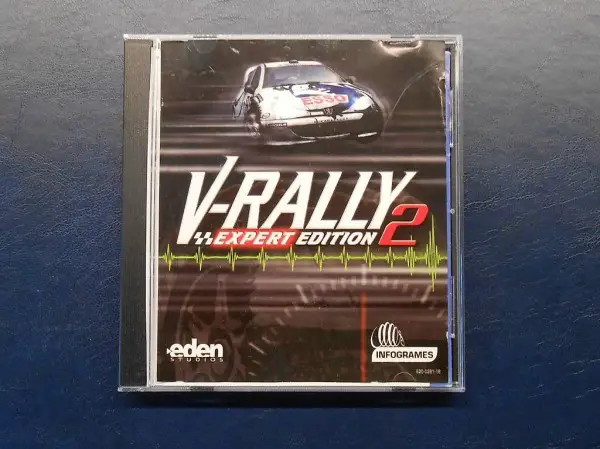 ESSO
V-RALLY 2
EXPERT EDITION
eden
STUDIOS
INFOGRAMES